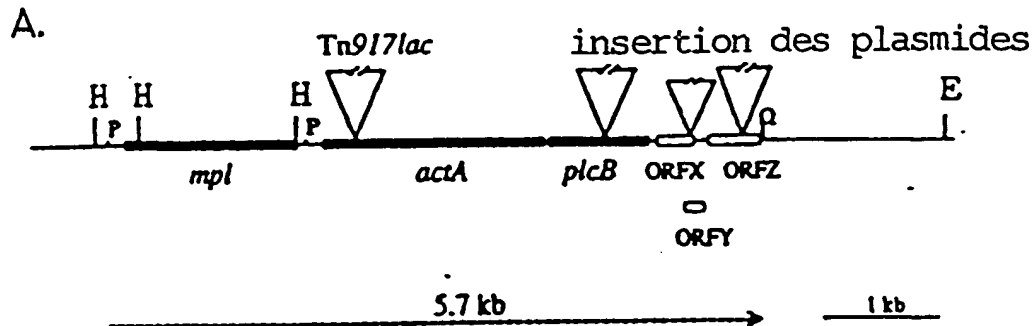 A.
Tn917lac insertion des plasmides
H H H E
P P Ω
mpl actA plcB ORFX ORFZ
ORFY
5.7 kb 1 kb